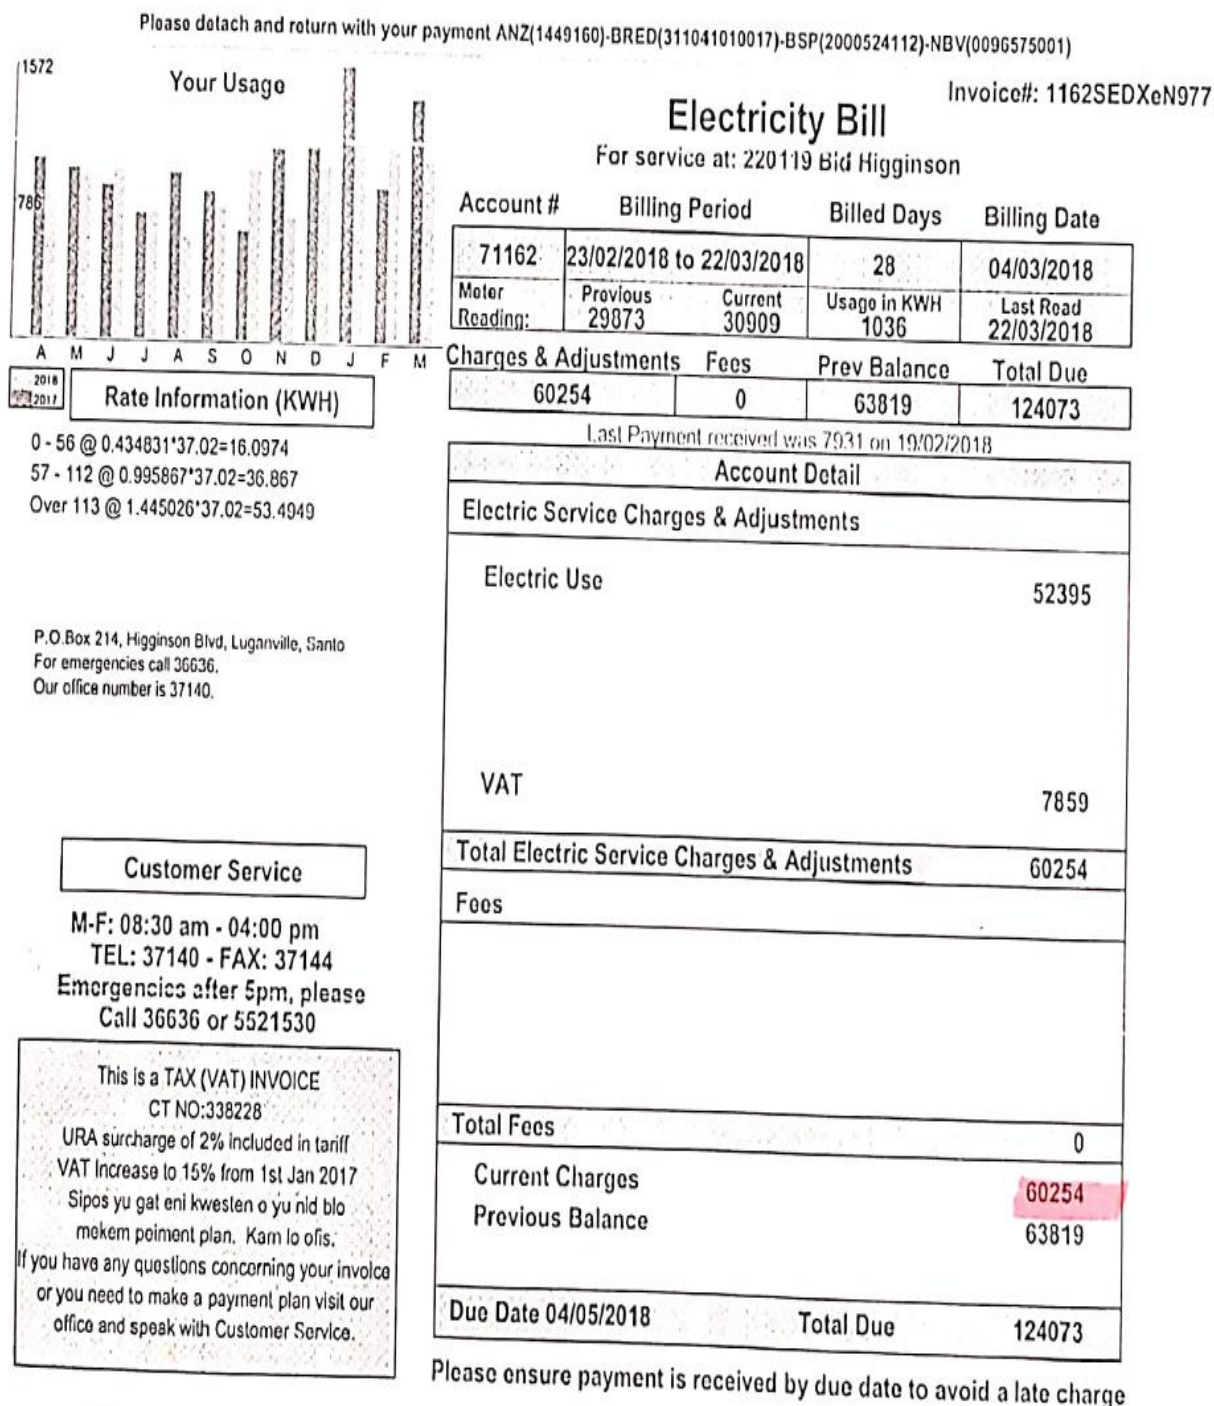 Please detach and return with your payment ANZ(1449160)-BRED(311041010017)-BSP(2000524112)-NBV(0096575001)
Invoice#: 1162SEDXeN977
1572
Your Usage
786
A M J J A S O N D J F M
2018
2017
Electricity Bill
For service at: 220119 Bid Higginson
Account # Billing Period Billed Days Billing Date
71162 23/02/2018 to 22/03/2018 28 04/03/2018
Meter Reading: Previous 29873 Current 30909 Usage in KWH 1036 Last Read 22/03/2018
Charges & Adjustments Fees Prev Balance Total Due
60254 0 63819 124073
Last Payment received was 7931 on 19/02/2018
Rate Information (KWH)
0 - 56 @ 0.434831*37.02=16.0974
57 - 112 @ 0.995867*37.02=36.867
Over 113 @ 1.445026*37.02=53.4949
P.O.Box 214, Higginson Blvd, Luganville, Santo
For emergencies call 36636.
Our office number is 37140.
Customer Service
M-F: 08:30 am - 04:00 pm
TEL: 37140 - FAX: 37144
Emergencies after 5pm, please
Call 36636 or 5521530
This is a TAX (VAT) INVOICE
CT NO:338228
URA surcharge of 2% included in tariff
VAT Increase to 15% from 1st Jan 2017
Sipos yu gat eni kwesten o yu nid blo
mekem peiment plan. Kam lo ofis.
If you have any questions concerning your invoice
or you need to make a payment plan visit our
office and speak with Customer Service.
Account Detail
Electric Service Charges & Adjustments
Electric Use 52395
VAT 7859
Total Electric Service Charges & Adjustments 60254
Fees
Total Fees 0
Current Charges 60254
Previous Balance 63819
Due Date 04/05/2018 Total Due 124073
Please ensure payment is received by due date to avoid a late charge